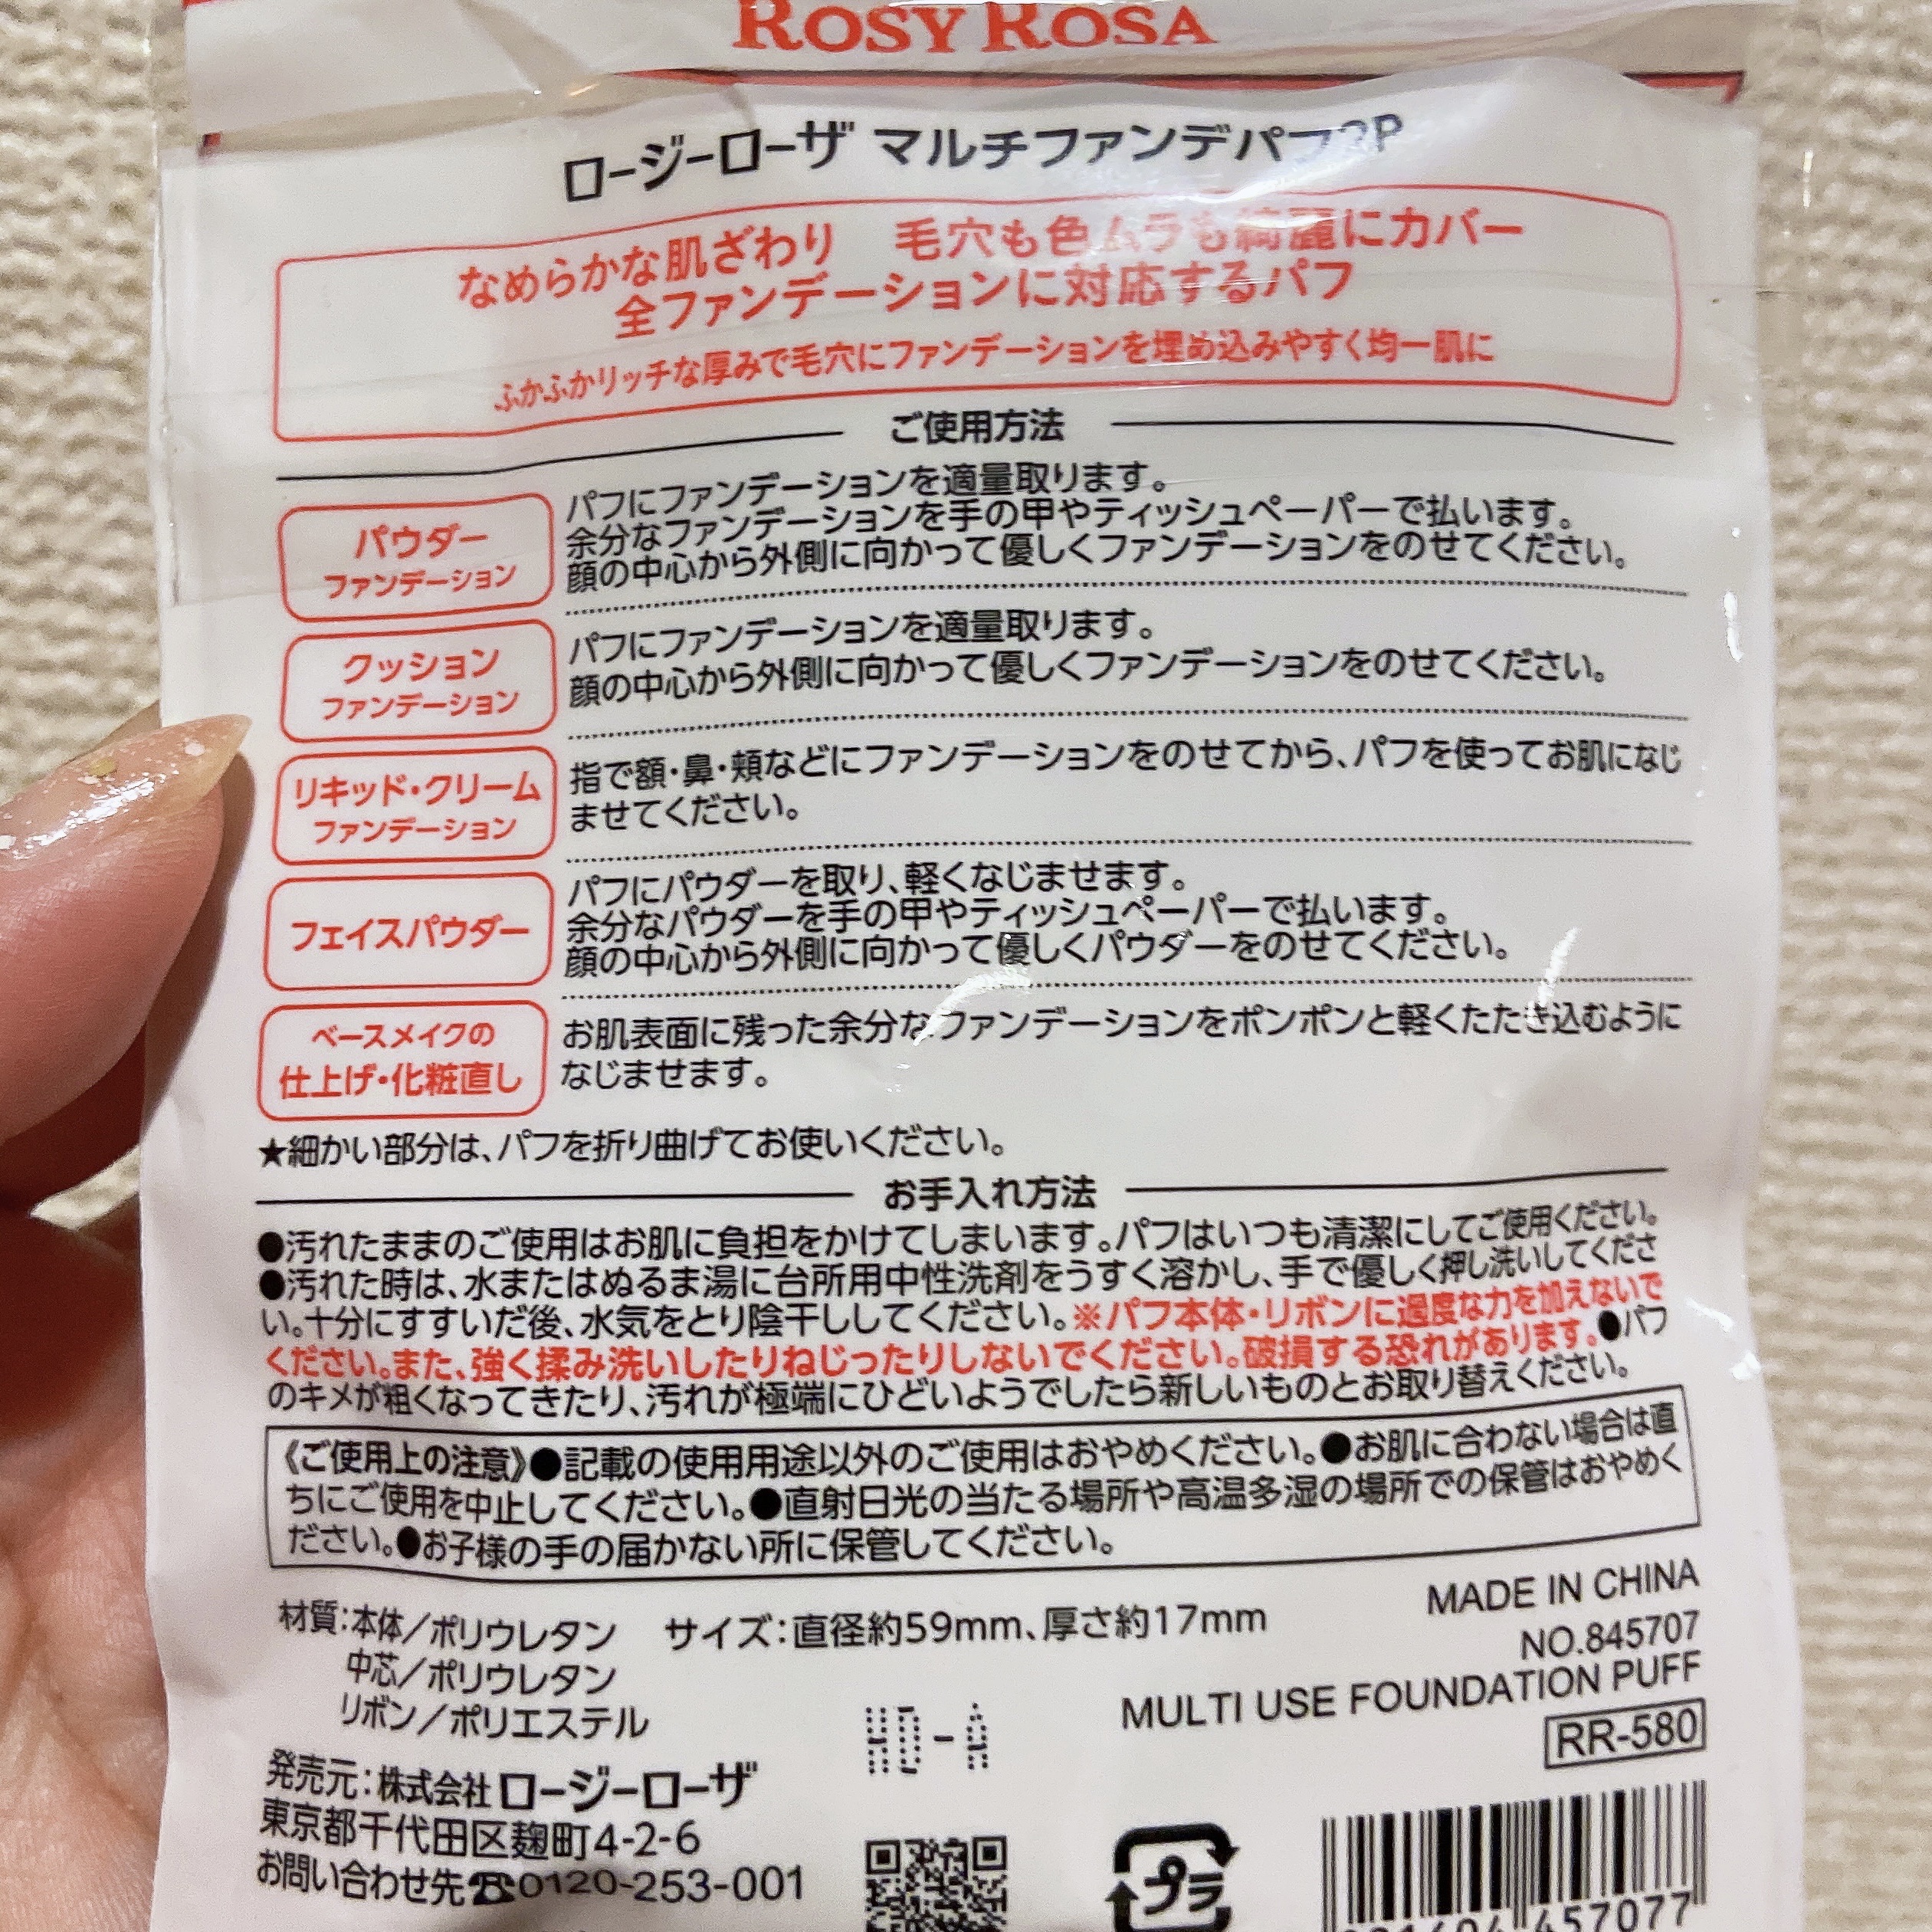 ROSY ROSA
ロージーローザ マルチファンデパフ2P
なめらかな肌ざわり 毛穴も色ムラも綺麗にカバー
全ファンデーションに対応するパフ
ふかふかリッチな厚みで毛穴にファンデーションを埋め込みやすく均一肌に
ご使用方法
パウダー
ファンデーション
パフにファンデーションを適量取ります。
余分なファンデーションを手の甲やティッシュペーパーで払います。
顔の中心から外側に向かって優しくファンデーションをのせてください。
クッション
ファンデーション
パフにファンデーションを適量取ります。
顔の中心から外側に向かって優しくファンデーションをのせてください。
リキッド・クリーム
ファンデーション
指で額・鼻・頬などにファンデーションをのせてから、パフを使ってお肌になじ
ませてください。
フェイスパウダー
パフにパウダーを取り、軽くなじませます。
余分なパウダーを手の甲やティッシュペーパーで払います。
顔の中心から外側に向かって優しくパウダーをのせてください。
ベースメイクの
仕上げ・化粧直し
お肌表面に残った余分なファンデーションをポンポンと軽くたたき込むように
なじませます。
★細かい部分は、パフを折り曲げてお使いください。
お手入れ方法
●汚れたままのご使用はお肌に負担をかけてしまいます。パフはいつも清潔にしてご使用ください。
●汚れた時は、水またはぬるま湯に台所用中性洗剤をうすく溶かし、手で優しく押し洗いしてくださ
い。十分にすすいだ後、水気をとり陰干ししてください。※パフ本体・リボンに過度な力を加えないで
ください。また、強く揉み洗いしたりねじったりしないでください。破損する恐れがあります。●パフ
のキメが粗くなってきたり、汚れが極端にひどいようでしたら新しいものとお取り替えください。
《ご使用上の注意》●記載の使用用途以外のご使用はおやめください。●お肌に合わない場合は直
ちにご使用を中止してください。●直射日光の当たる場所や高温多湿の場所での保管はおやめく
ださい。●お子様の手の届かない所に保管してください。
材質：本体／ポリウレタン サイズ：直径約59mm、厚さ約17mm
中芯／ポリウレタン
リボン／ポリエステル
MADE IN CHINA
NO.845707
MULTI USE FOUNDATION PUFF
RR-580
HD-A
発売元：株式会社ロージーローザ
東京都千代田区麹町4-2-6
お問い合わせ先☎0120-253-001
プラ
457077